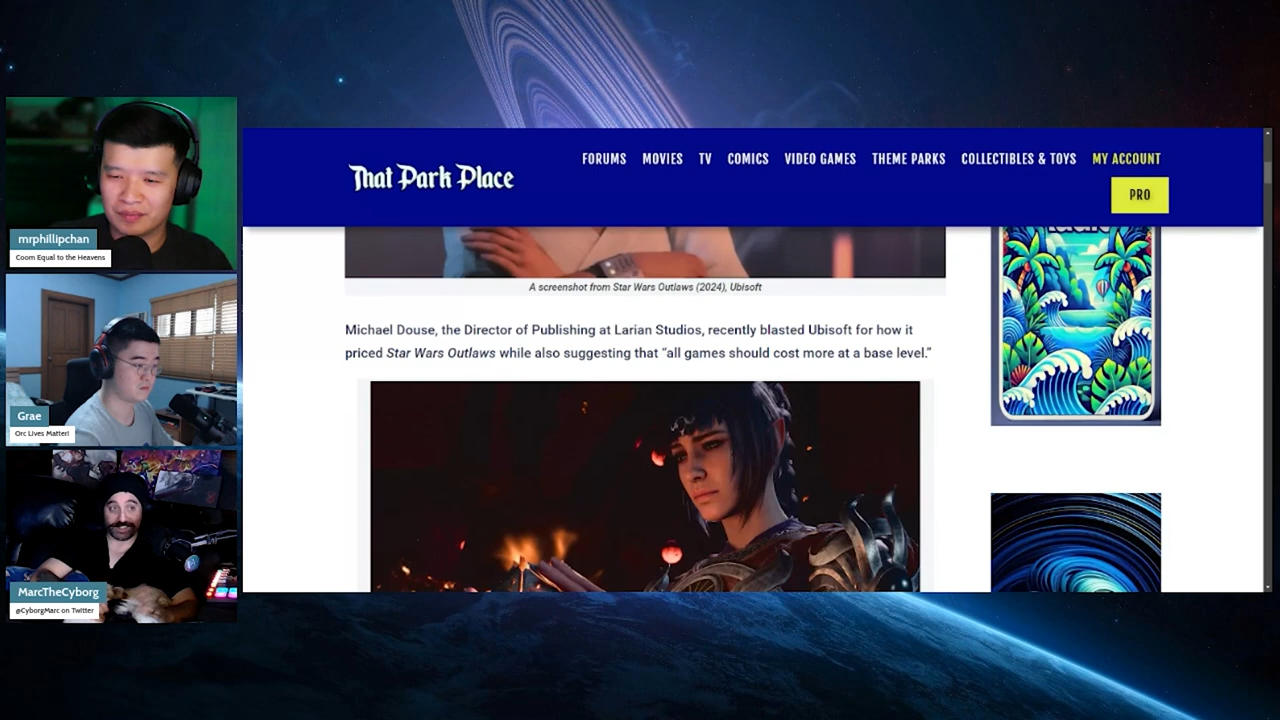 mrphillipchan
Coom Equal to the Heavens
Grae
Orc Lives Matter!
MarcTheCyborg
@CyborgMarc on Twitter
That Park Place
FORUMS MOVIES TV COMICS VIDEO GAMES THEME PARKS COLLECTIBLES & TOYS MY ACCOUNT
PRO
A screenshot from Star Wars Outlaws (2024), Ubisoft
Michael Douse, the Director of Publishing at Larian Studios, recently blasted Ubisoft for how it
priced Star Wars Outlaws while also suggesting that “all games should cost more at a base level.”